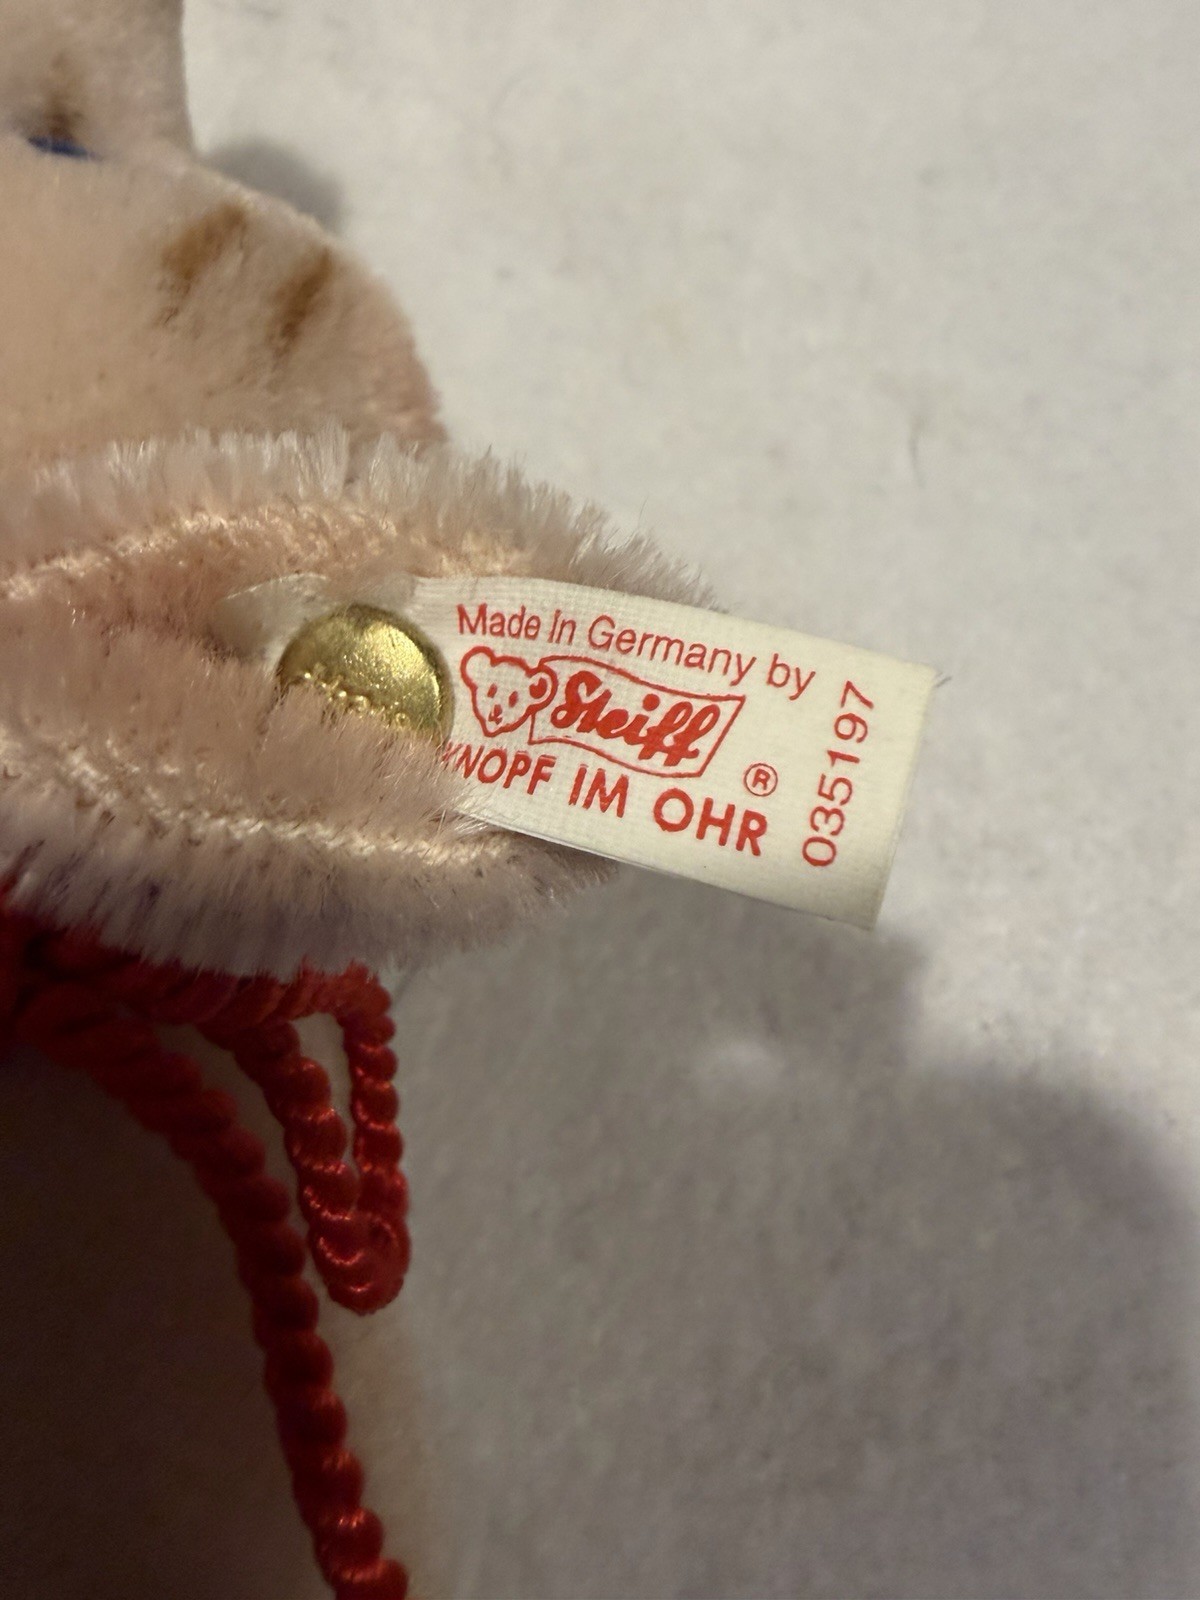 Made in Germany by
Steiff
KNOPF IM OHR ®
035197